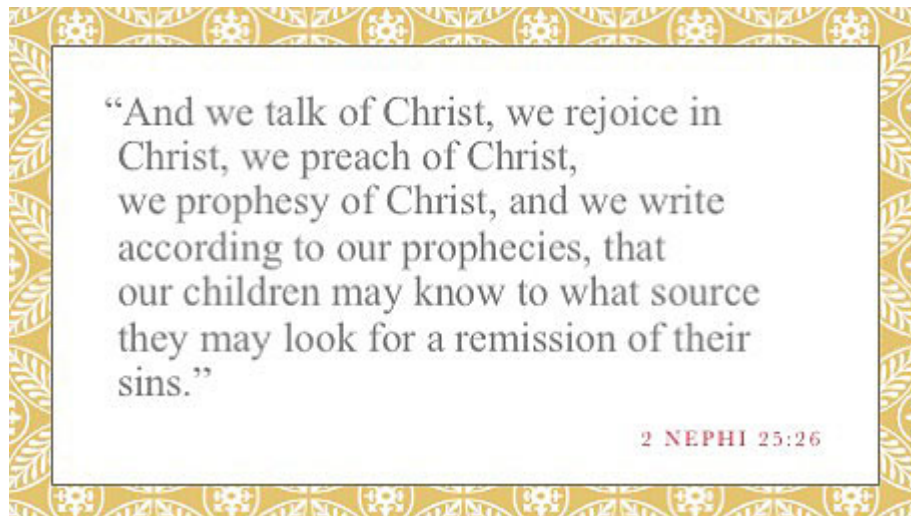 “And we talk of Christ, we rejoice in
Christ, we preach of Christ,
we prophesy of Christ, and we write
according to our prophecies, that
our children may know to what source
they may look for a remission of their
sins.”
2 NEPHI 25:26